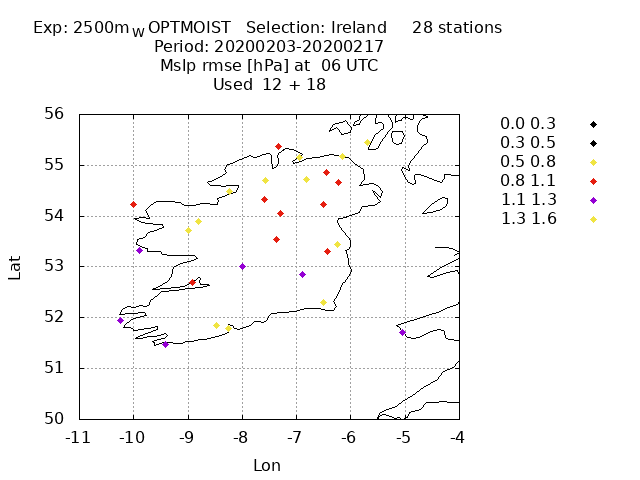 Exp: 2500m_W OPTMOIST Selection: Ireland 28 stations
Period: 20200203-20200217
Mslp rmse [hPa] at 06 UTC
Used 12 + 18
56
55
54
53
52
51
50
-11 -10 -9 -8 -7 -6 -5 -4
Lat
Lon
0.0 0.3
0.3 0.5
0.5 0.8
0.8 1.1
1.1 1.3
1.3 1.6